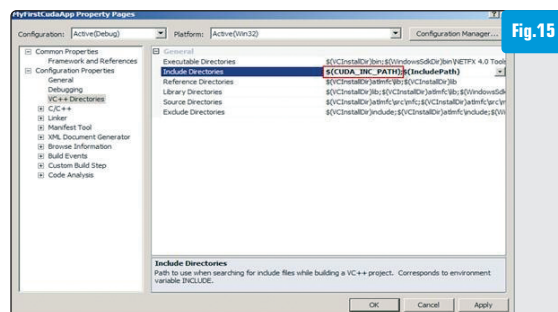 MyFirstCudaApp Property Pages
Fig.15
Configuration: Active(Debug) Platform: Active(Win32) Configuration Manager...
Common Properties
Framework and References
Configuration Properties
General
Debugging
VC++ Directories
C/C++
Linker
Manifest Tool
XML Document Generator
Browse Information
Build Events
Custom Build Step
Code Analysis
General
Executable Directories $(VCInstallDir)bin;$(WindowsSdkDir)bin\NETFX 4.0 Tools
Include Directories $(CUDA_INC_PATH);$(IncludePath)
Reference Directories $(VCInstallDir)atlmfc\lib;$(VCInstallDir)lib
Library Directories $(VCInstallDir)lib;$(VCInstallDir)atlmfc\lib;$(WindowsSdk
Source Directories $(VCInstallDir)atlmfc\src\mfc;$(VCInstallDir)atlmfc\src\m
Exclude Directories $(VCInstallDir)include;$(VCInstallDir)atlmfc\include;$(Wi
Include Directories
Path to use when searching for include files while building a VC++ project. Corresponds to environment
variable INCLUDE.
OK Cancel Apply